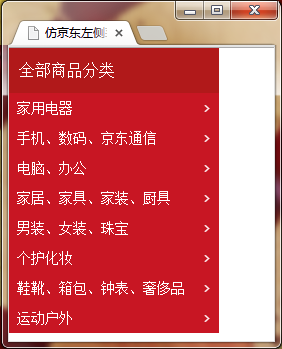 仿京东左侧
全部商品分类
家用电器
手机、数码、京东通信
电脑、办公
家居、家具、家装、厨具
男装、女装、珠宝
个护化妆
鞋靴、箱包、钟表、奢侈品
运动户外